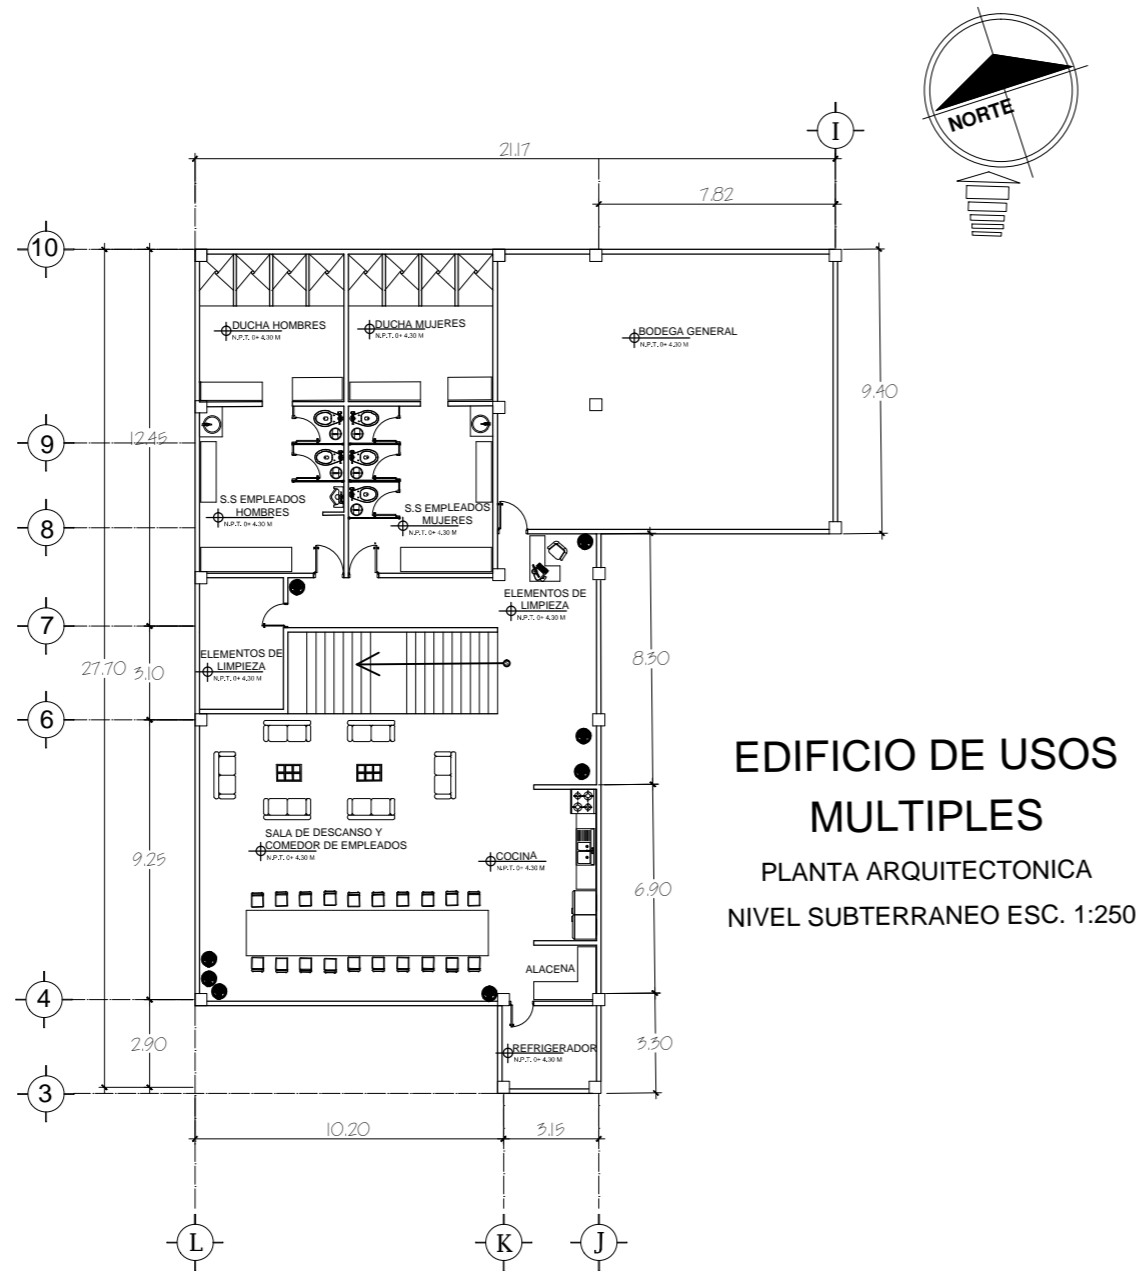 NORTE
I
21.17
7.82
10
DUCHA HOMBRES
N.P.T. 0+ 4.30 M
DUCHA MUJERES
N.P.T. 0+ 4.30 M
BODEGA GENERAL
N.P.T. 0+ 4.30 M
9.40
9
12.45
S.S EMPLEADOS
HOMBRES
N.P.T. 0+ 4.30 M
S.S EMPLEADOS
MUJERES
N.P.T. 0+ 4.30 M
8
ELEMENTOS DE
LIMPIEZA
N.P.T. 0+ 4.30 M
7
ELEMENTOS DE
LIMPIEZA
N.P.T. 0+ 4.30 M
27.70
3.10
8.30
6
EDIFICIO DE USOS
MULTIPLES
PLANTA ARQUITECTONICA
NIVEL SUBTERRANEO ESC. 1:250
SALA DE DESCANSO Y
COMEDOR DE EMPLEADOS
N.P.T. 0+ 4.30 M
COCINA
N.P.T. 0+ 4.30 M
9.25
6.90
ALACENA
4
2.90
REFRIGERADOR
N.P.T. 0+ 4.30 M
3.30
3
10.20
3.15
L
K
J